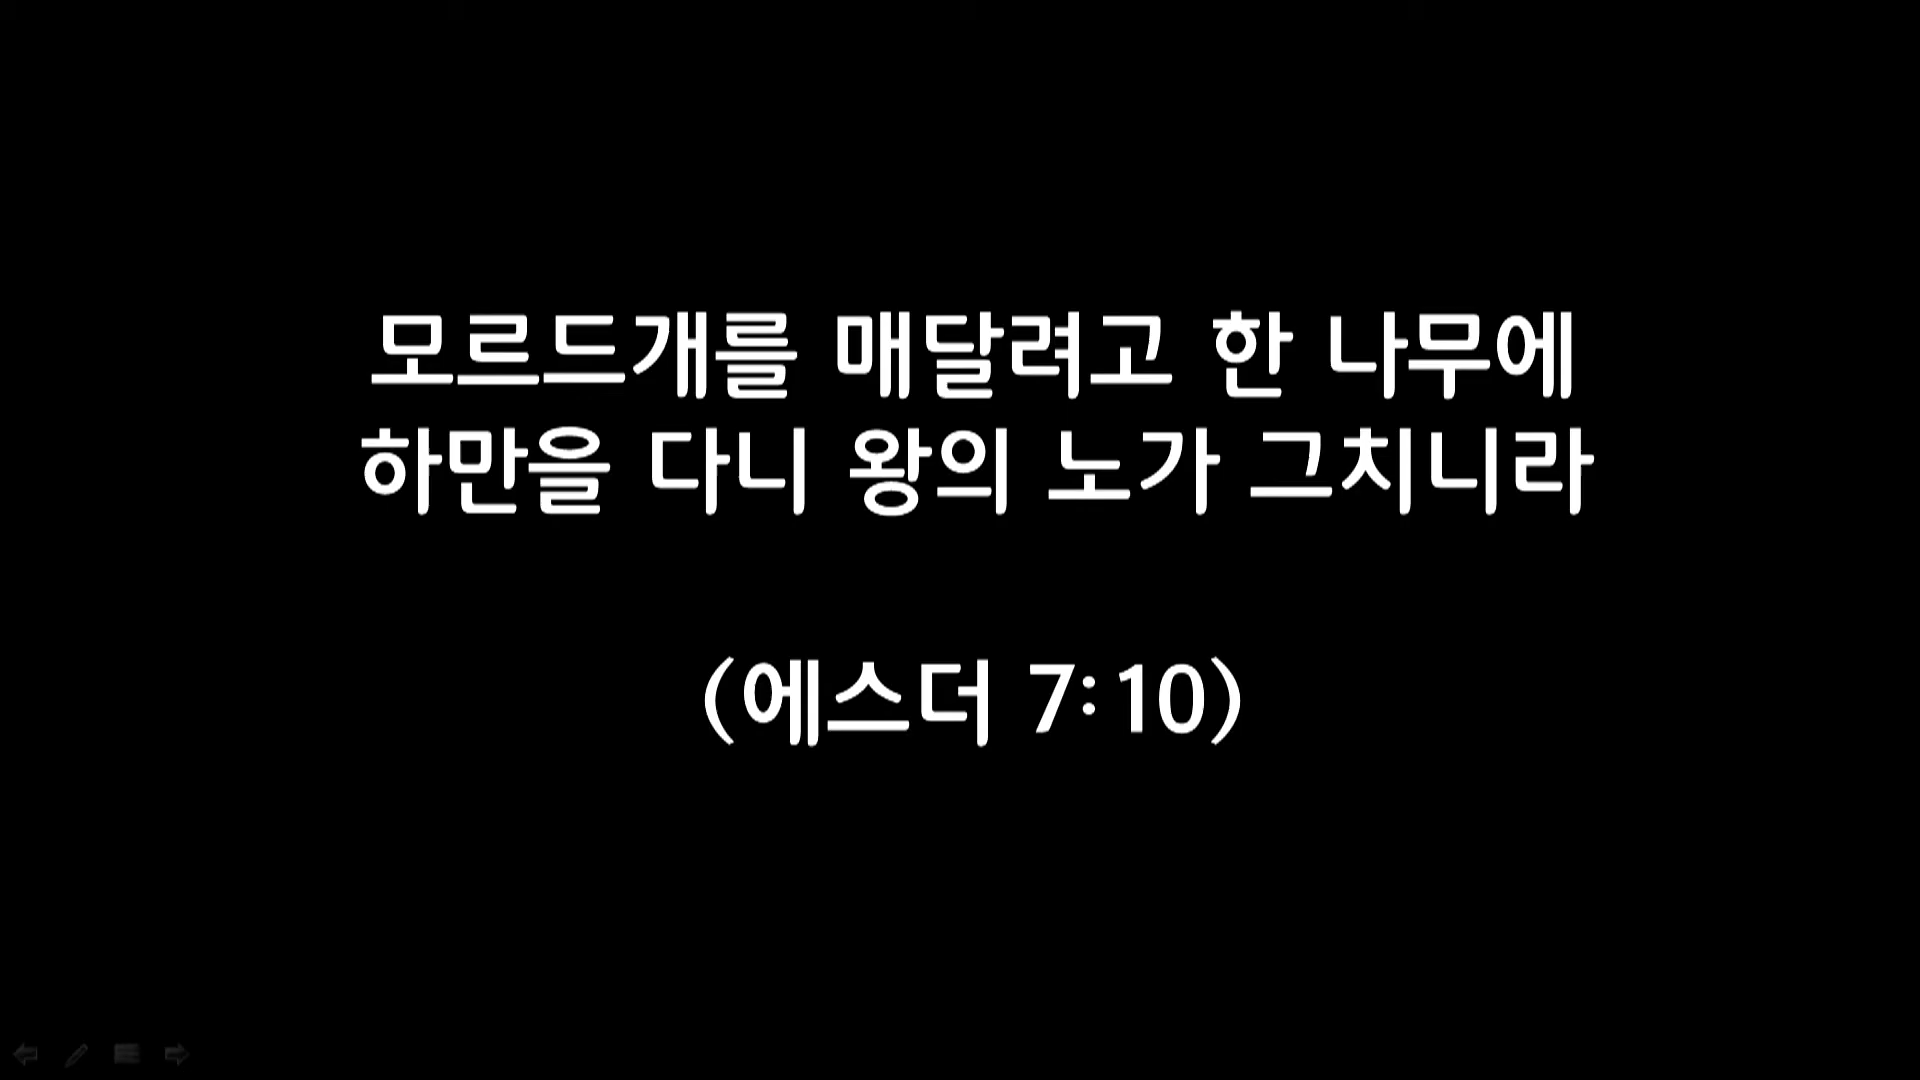 모르드개를 매달려고 한 나무에
하만을 다니 왕의 노가 그치니라
(에스더 7:10)